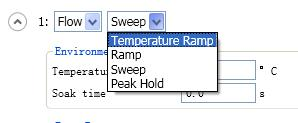 1: Flow Sweep
Temperature Ramp
Ramp
Sweep
Peak Hold
Environme
Temperatu
° C
Soak time 0.0 s